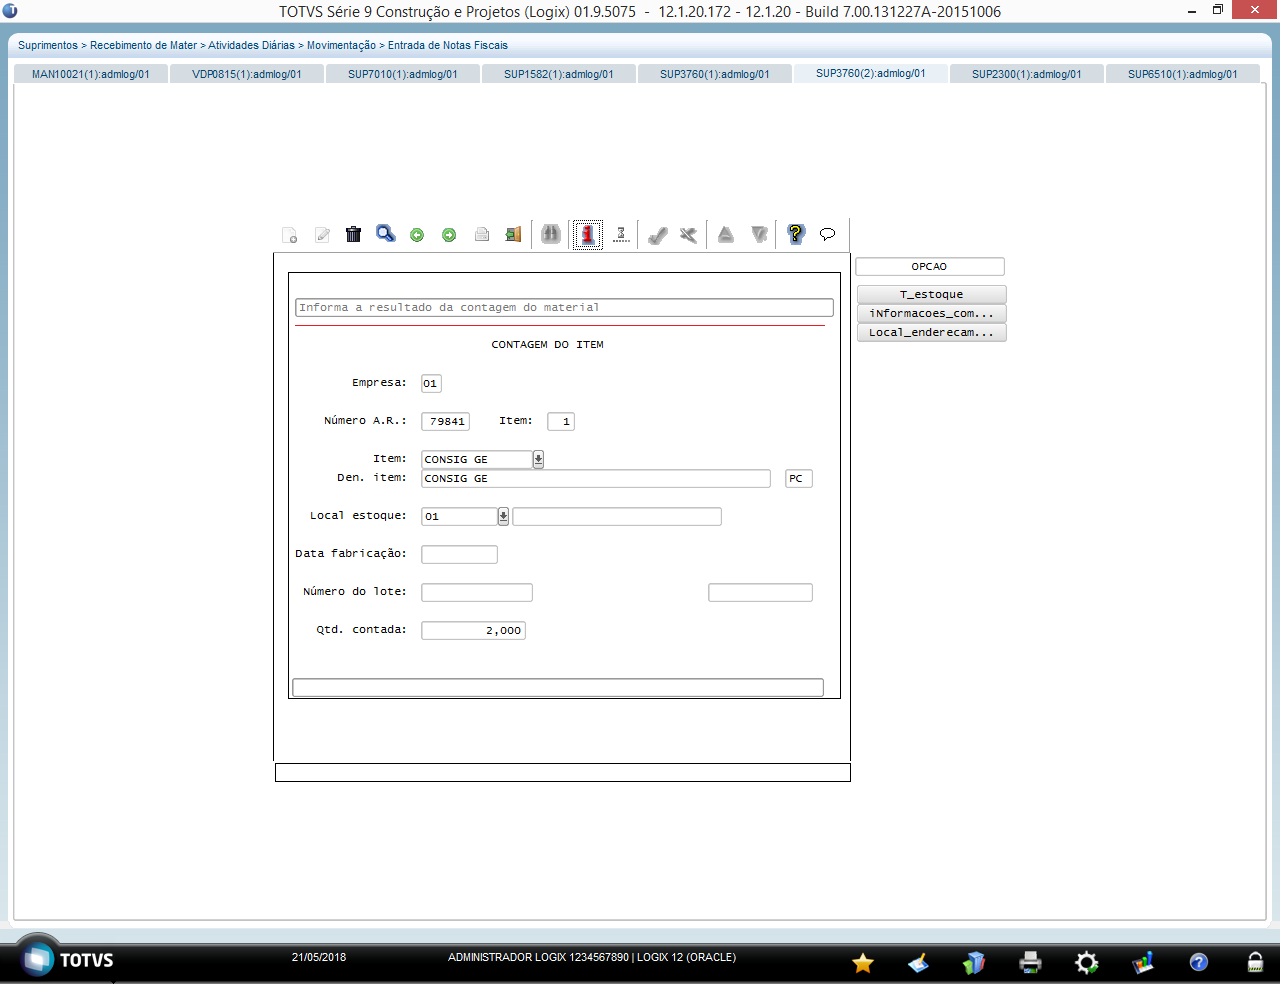 TOTVS Série 9 Construção e Projetos (Logix) 01.9.5075 - 12.1.20.172 - 12.1.20 - Build 7.00.131227A-20151006
Suprimentos > Recebimento de Mater > Atividades Diárias > Movimentação > Entrada de Notas Fiscais
MAN10021(1):admlog/01 VDP0815(1):admlog/01 SUP7010(1):admlog/01 SUP1582(1):admlog/01 SUP3760(1):admlog/01 SUP3760(2):admlog/01 SUP2300(1):admlog/01 SUP6510(1):admlog/01
OPCAO
T_estoque
iNformacoes_com...
Local_enderecam...
Informa a resultado da contagem do material
CONTAGEM DO ITEM
Empresa: 01
Número A.R.: 79841 Item: 1
Item: CONSIG GE
Den. item: CONSIG GE PC
Local estoque: 01
Data fabricação:
Número do lote:
Qtd. contada: 2,000
TOTVS 21/05/2018 ADMINISTRADOR LOGIX 1234567890 | LOGIX 12 (ORACLE)